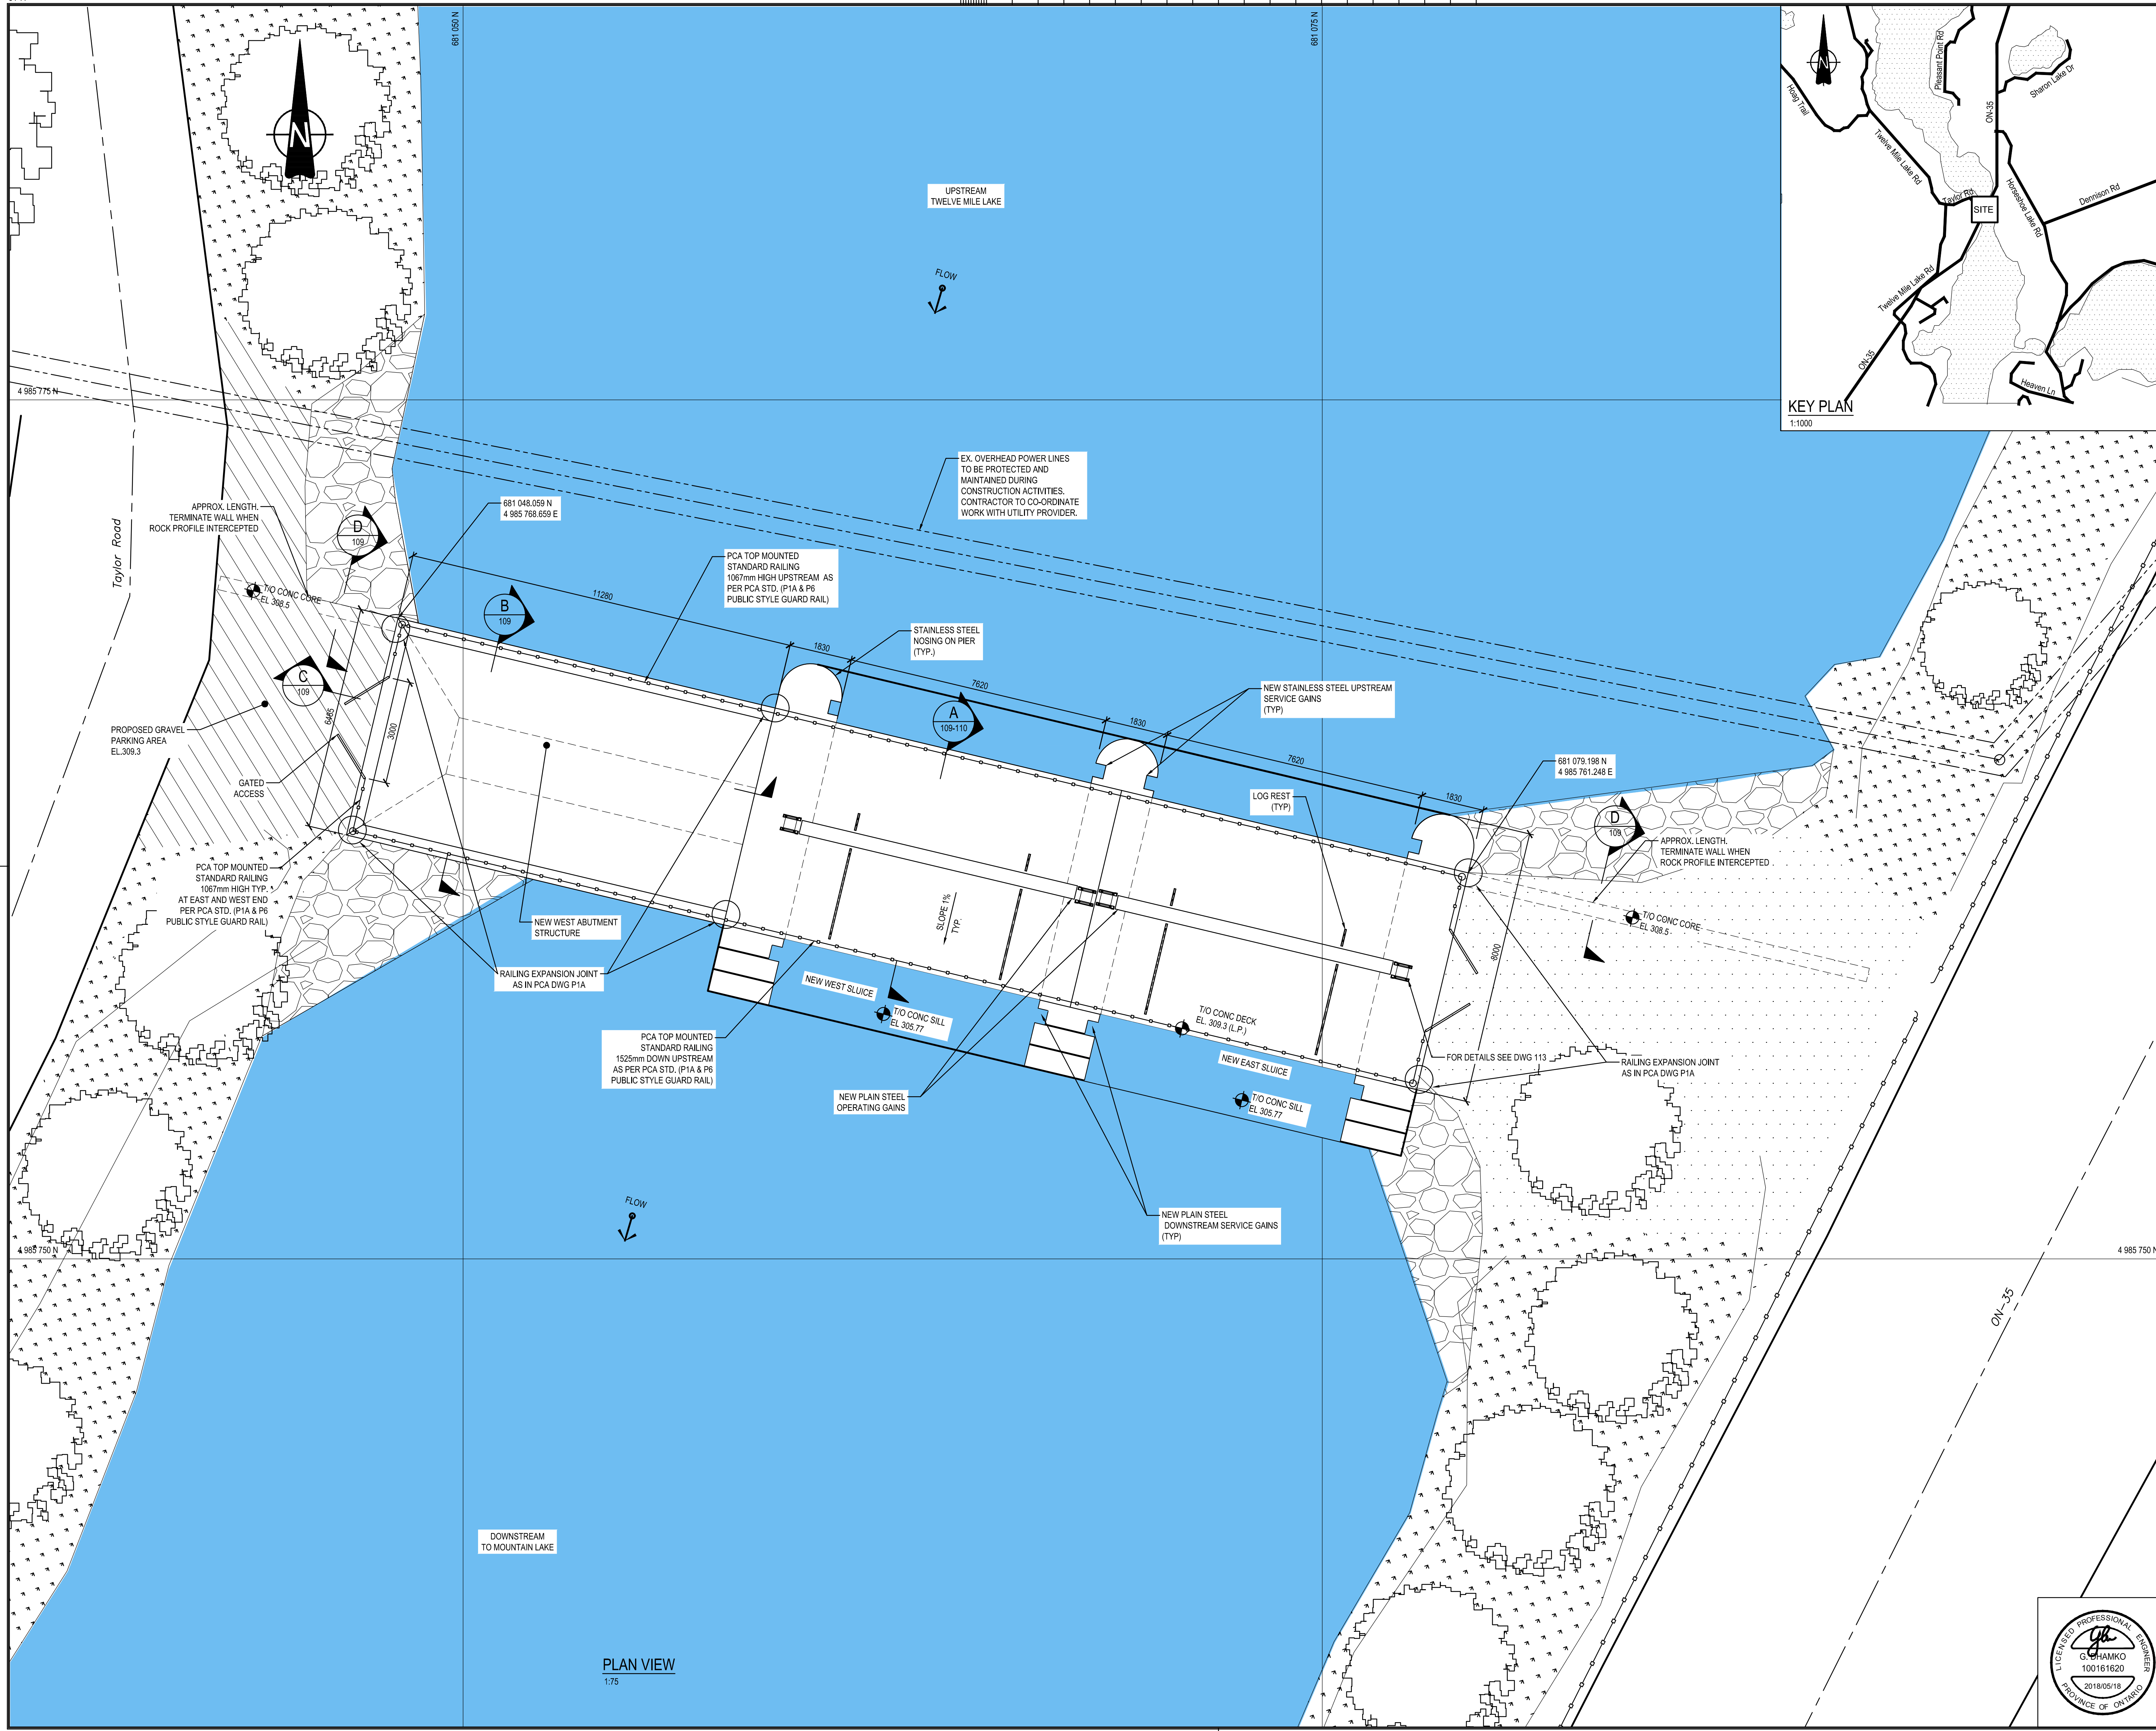 681 050 N
681 075 N
N
UPSTREAM
TWELVE MILE LAKE
FLOW
N
Hoag Trail
Pleasant Point Rd
ON-35
Sharon Lake Dr
Twelve Mile Lake Rd
Taylor Rd
SITE
Horseshoe Lake Rd
Dennison Rd
Twelve Mile Lake Rd
ON-35
Heaven Ln
KEY PLAN
1:1000
4 985 775 N
EX. OVERHEAD POWER LINES
TO BE PROTECTED AND
MAINTAINED DURING
CONSTRUCTION ACTIVITIES.
CONTRACTOR TO CO-ORDINATE
WORK WITH UTILITY PROVIDER.
APPROX. LENGTH.
TERMINATE WALL WHEN
ROCK PROFILE INTERCEPTED
681 048.059 N
4 985 768.659 E
D
109
Taylor Road
T/O CONC CORE
EL 308.5
PCA TOP MOUNTED
STANDARD RAILING
1067mm HIGH UPSTREAM AS
PER PCA STD. (P1A & P6
PUBLIC STYLE GUARD RAIL)
11280
B
109
STAINLESS STEEL
NOSING ON PIER
(TYP.)
1830
7620
1830
7620
1830
C
109
6465
3000
A
109-110
NEW STAINLESS STEEL UPSTREAM
SERVICE GAINS
(TYP)
PROPOSED GRAVEL
PARKING AREA
EL.309.3
GATED
ACCESS
681 079.198 N
4 985 761.248 E
LOG REST
(TYP)
D
109
APPROX. LENGTH.
TERMINATE WALL WHEN
ROCK PROFILE INTERCEPTED
PCA TOP MOUNTED
STANDARD RAILING
1067mm HIGH TYP.
AT EAST AND WEST END
PER PCA STD. (P1A & P6
PUBLIC STYLE GUARD RAIL)
NEW WEST ABUTMENT
STRUCTURE
SLOPE 1%
TYP.
T/O CONC CORE
EL 308.5
8000
RAILING EXPANSION JOINT
AS IN PCA DWG P1A
NEW WEST SLUICE
T/O CONC SILL
EL 305.77
T/O CONC DECK
EL. 309.3 (L.P.)
PCA TOP MOUNTED
STANDARD RAILING
1525mm DOWN UPSTREAM
AS PER PCA STD. (P1A & P6
PUBLIC STYLE GUARD RAIL)
NEW EAST SLUICE
FOR DETAILS SEE DWG 113
RAILING EXPANSION JOINT
AS IN PCA DWG P1A
NEW PLAIN STEEL
OPERATING GAINS
T/O CONC SILL
EL 305.77
FLOW
NEW PLAIN STEEL
DOWNSTREAM SERVICE GAINS
(TYP)
4 985 750 N
4 985 750 N
ON-35
DOWNSTREAM
TO MOUNTAIN LAKE
PLAN VIEW
1:75
LICENSED PROFESSIONAL ENGINEER
G. DHAMKO
100161620
2018/05/18
PROVINCE OF ONTARIO